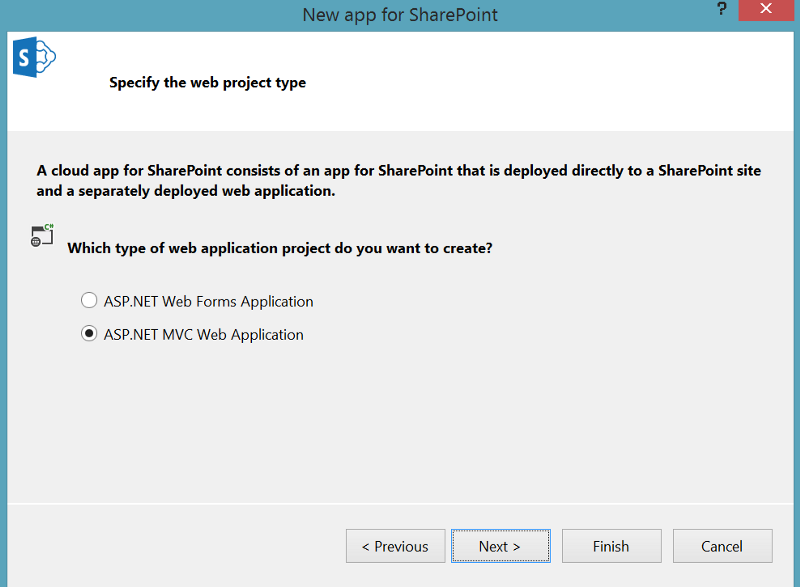 New app for SharePoint
?
S
Specify the web project type
A cloud app for SharePoint consists of an app for SharePoint that is deployed directly to a SharePoint site
and a separately deployed web application.
C#
Which type of web application project do you want to create?
ASP.NET Web Forms Application
ASP.NET MVC Web Application
< Previous
Next >
Finish
Cancel